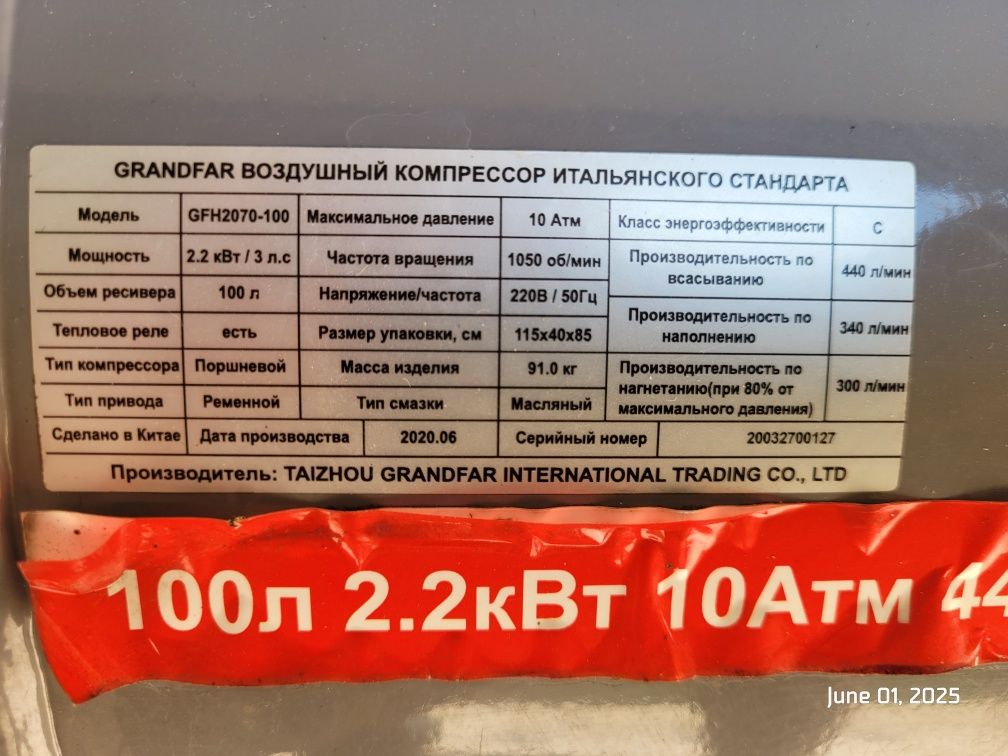 GRANDFAR ВОЗДУШНЫЙ КОМПРЕССОР ИТАЛЬЯНСКОГО СТАНДАРТА
Модель GFH2070-100 Максимальное давление 10 Атм Класс энергоэффективности C
Мощность 2.2 кВт / 3 л.с Частота вращения 1050 об/мин Производительность по всасыванию 440 л/мин
Объем ресивера 100 л Напряжение/частота 220В / 50Гц
Тепловое реле есть Размер упаковки, см 115x40x85 Производительность по наполнению 340 л/мин
Тип компрессора Поршневой Масса изделия 91.0 кг Производительность по нагнетанию(при 80% от максимального давления) 300 л/мин
Тип привода Ременной Тип смазки Масляный
Сделано в Китае Дата производства 2020.06 Серийный номер 20032700127
Производитель: TAIZHOU GRANDFAR INTERNATIONAL TRADING CO., LTD
100л 2.2кВт 10Атм 44
June 01, 2025